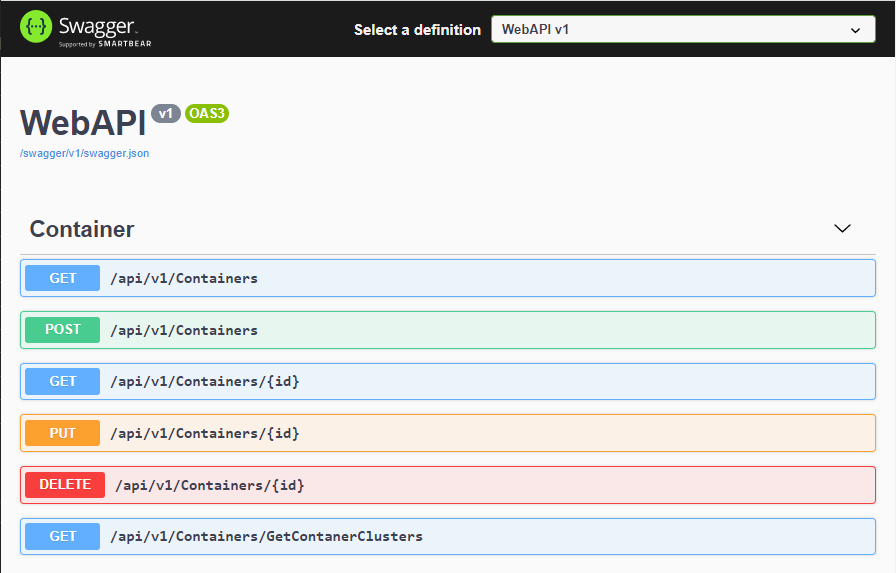 Swagger
Supported by SMARTBEAR
Select a definition
WebAPI v1
WebAPI v1 OAS3
/swagger/v1/swagger.json
Container
GET /api/v1/Containers
POST /api/v1/Containers
GET /api/v1/Containers/{id}
PUT /api/v1/Containers/{id}
DELETE /api/v1/Containers/{id}
GET /api/v1/Containers/GetContanerClusters